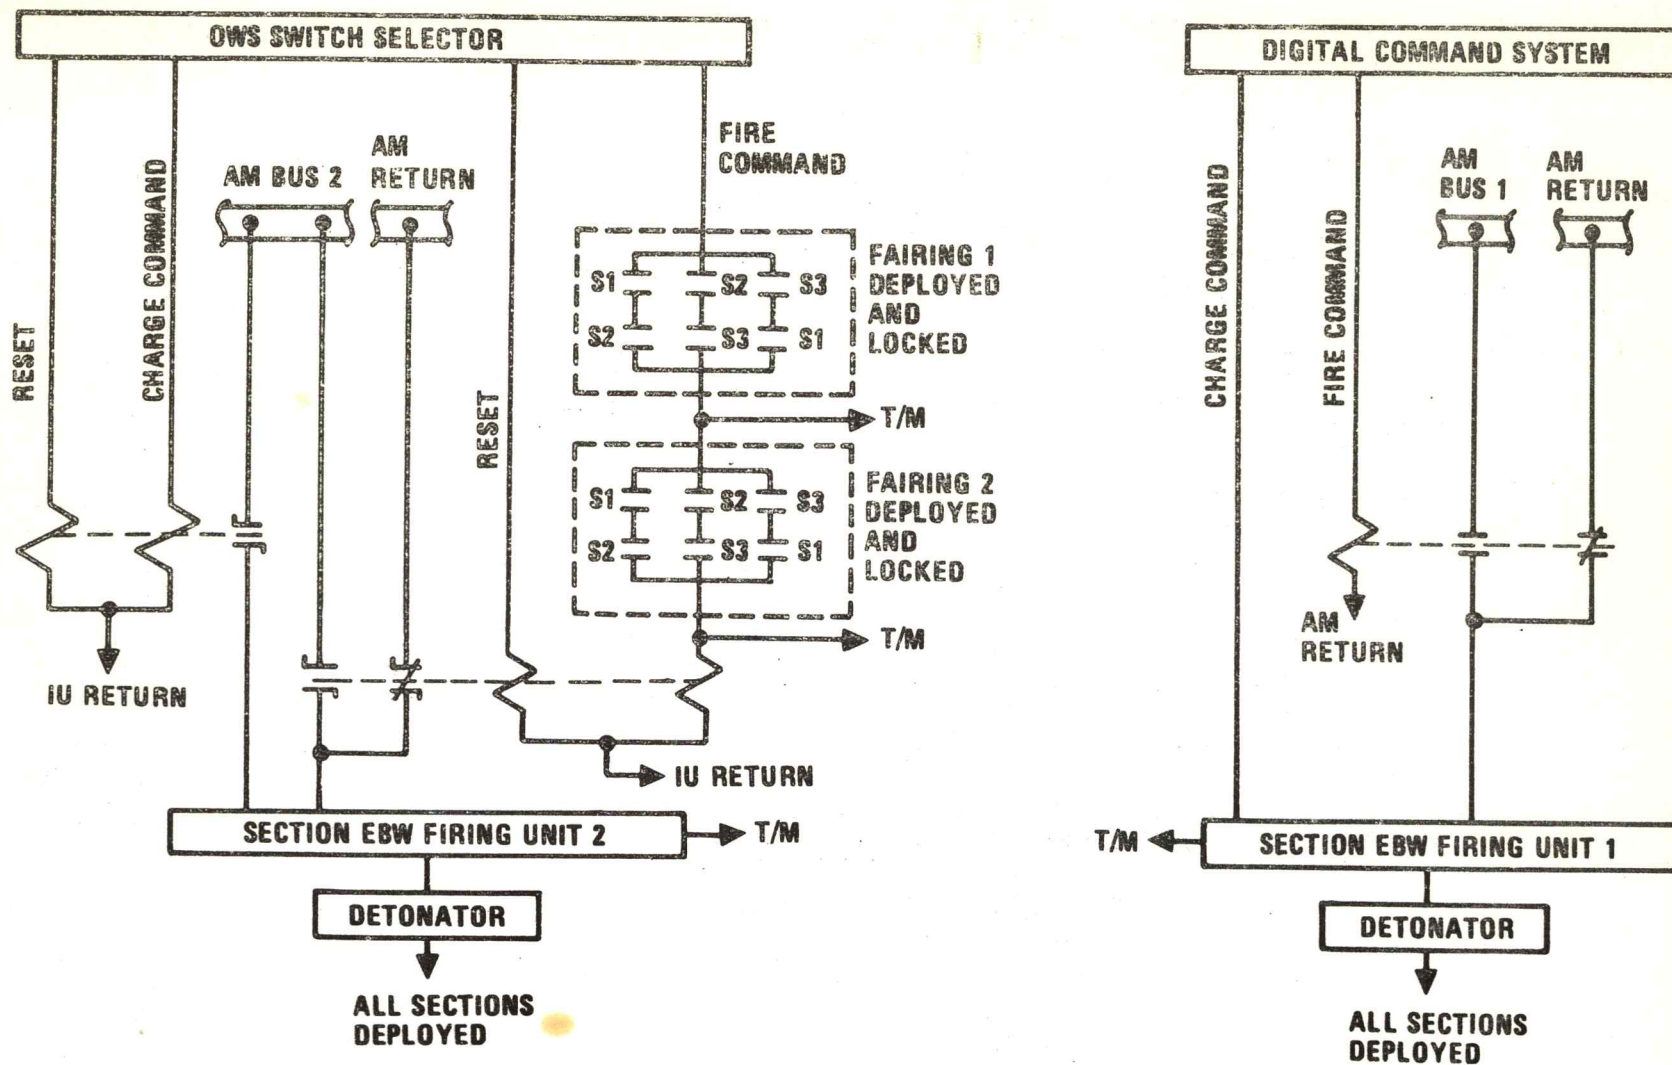 OWS SWITCH SELECTOR
RESET
CHARGE COMMAND
AM BUS 2
AM
RETURN
RESET
FIRE
COMMAND
S1
S2
S3
S2
S3
S1
FAIRING 1
DEPLOYED
AND
LOCKED
T/M
S1
S2
S3
S2
S3
S1
FAIRING 2
DEPLOYED
AND
LOCKED
T/M
IU RETURN
IU RETURN
SECTION EBW FIRING UNIT 2
T/M
DETONATOR
ALL SECTIONS
DEPLOYED
DIGITAL COMMAND SYSTEM
CHARGE COMMAND
FIRE COMMAND
AM
BUS 1
AM
RETURN
AM
RETURN
T/M
SECTION EBW FIRING UNIT 1
DETONATOR
ALL SECTIONS
DEPLOYED